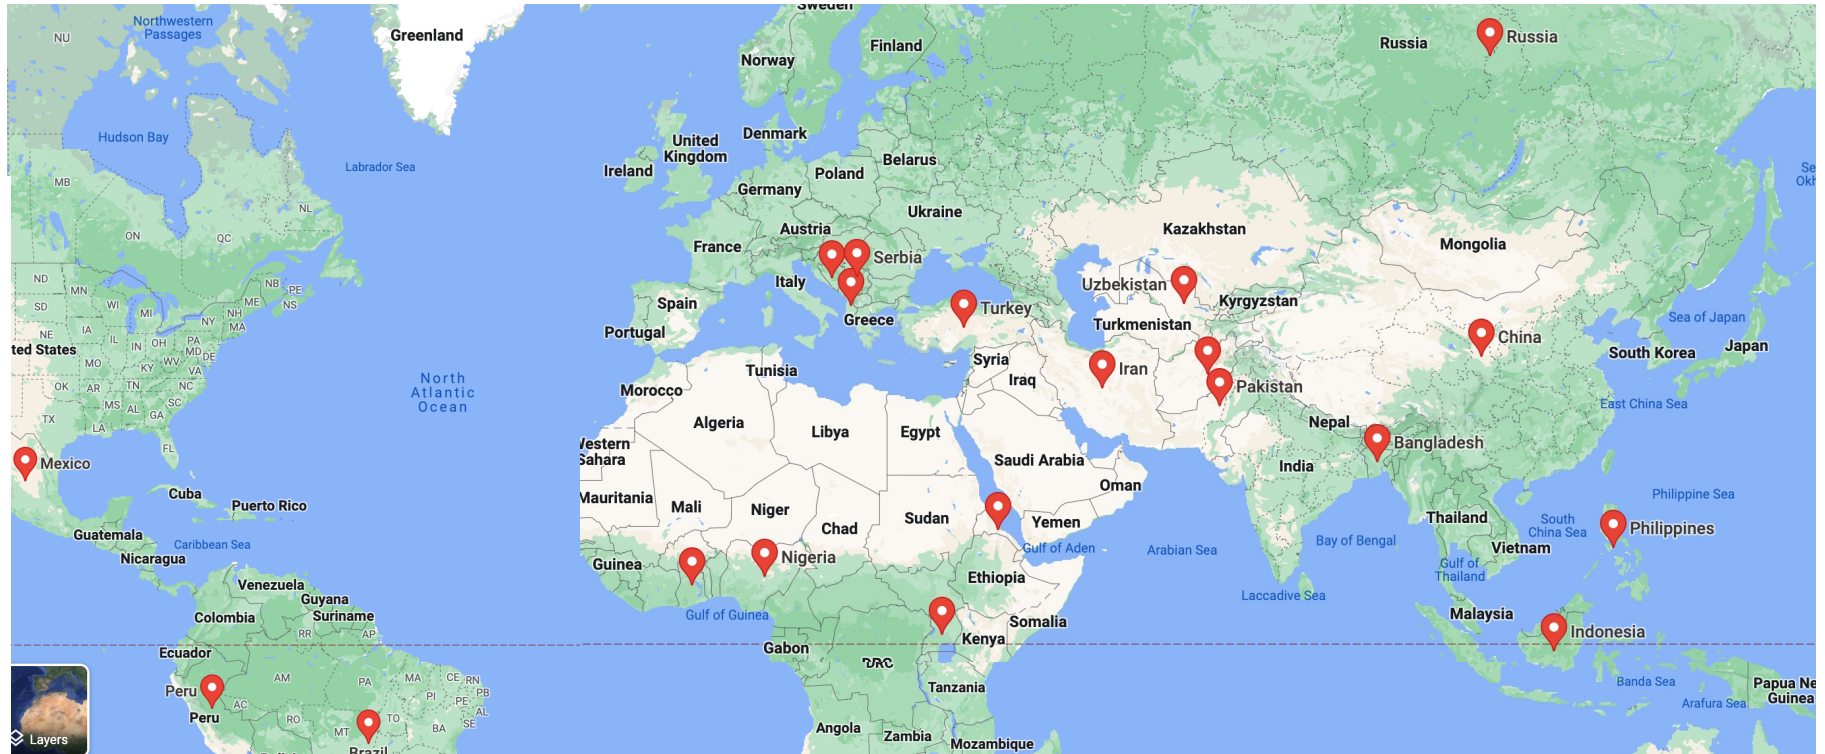 Sweden
Northwestern
Passages
NU
Greenland
Finland
Norway
Russia
Russia
Hudson Bay
Labrador Sea
Denmark
United
Kingdom
Ireland
Belarus
Poland
Germany
Se
Okh
MB
NL
ON
QC
Ukraine
Austria
France
Kazakhstan
Mongolia
Serbia
Italy
ND
MN
NB
PE
Uzbekistan
Kyrgyzstan
SD
WI
MI
ME
NS
Spain
Turkey
NH
NY
MA
Greece
Portugal
Turkmenistan
Sea of Japan
NE
IA
IL
IN
OH
PA
MD
DE
China
ted States
South Korea
Japan
MO
KY
WV
VA
Tunisia
Syria
Iraq
Iran
OK
AR
TN
NC
Morocco
Pakistan
North
Atlantic
Ocean
MS
AL
GA
SC
East China Sea
TX
LA
Algeria
Libya
Egypt
Nepal
FL
Western
Sahara
Bangladesh
Mexico
Saudi Arabia
India
Oman
Cuba
Puerto Rico
Mauritania
Mali
Niger
Chad
Sudan
Yemen
Philippine Sea
Thailand
South
China Sea
Philippines
Guatemala
Caribbean Sea
Nicaragua
Gulf of Aden
Arabian Sea
Bay of Bengal
Vietnam
Guinea
Nigeria
Ethiopia
Gulf of
Thailand
Venezuela
Guyana
Suriname
Colombia
Laccadive Sea
Gulf of Guinea
Somalia
Malaysia
RR
AP
Kenya
Indonesia
Ecuador
Gabon
DRC
AM
PA
MA
CE
RN
PB
PI
PE
AL
SE
Peru
Peru
AC
Tanzania
Banda Sea
Papua Ne
Guinea
Arafura Sea
RO
MT
TO
BA
Angola
Zambia
Mozambique
Brazil
Layers